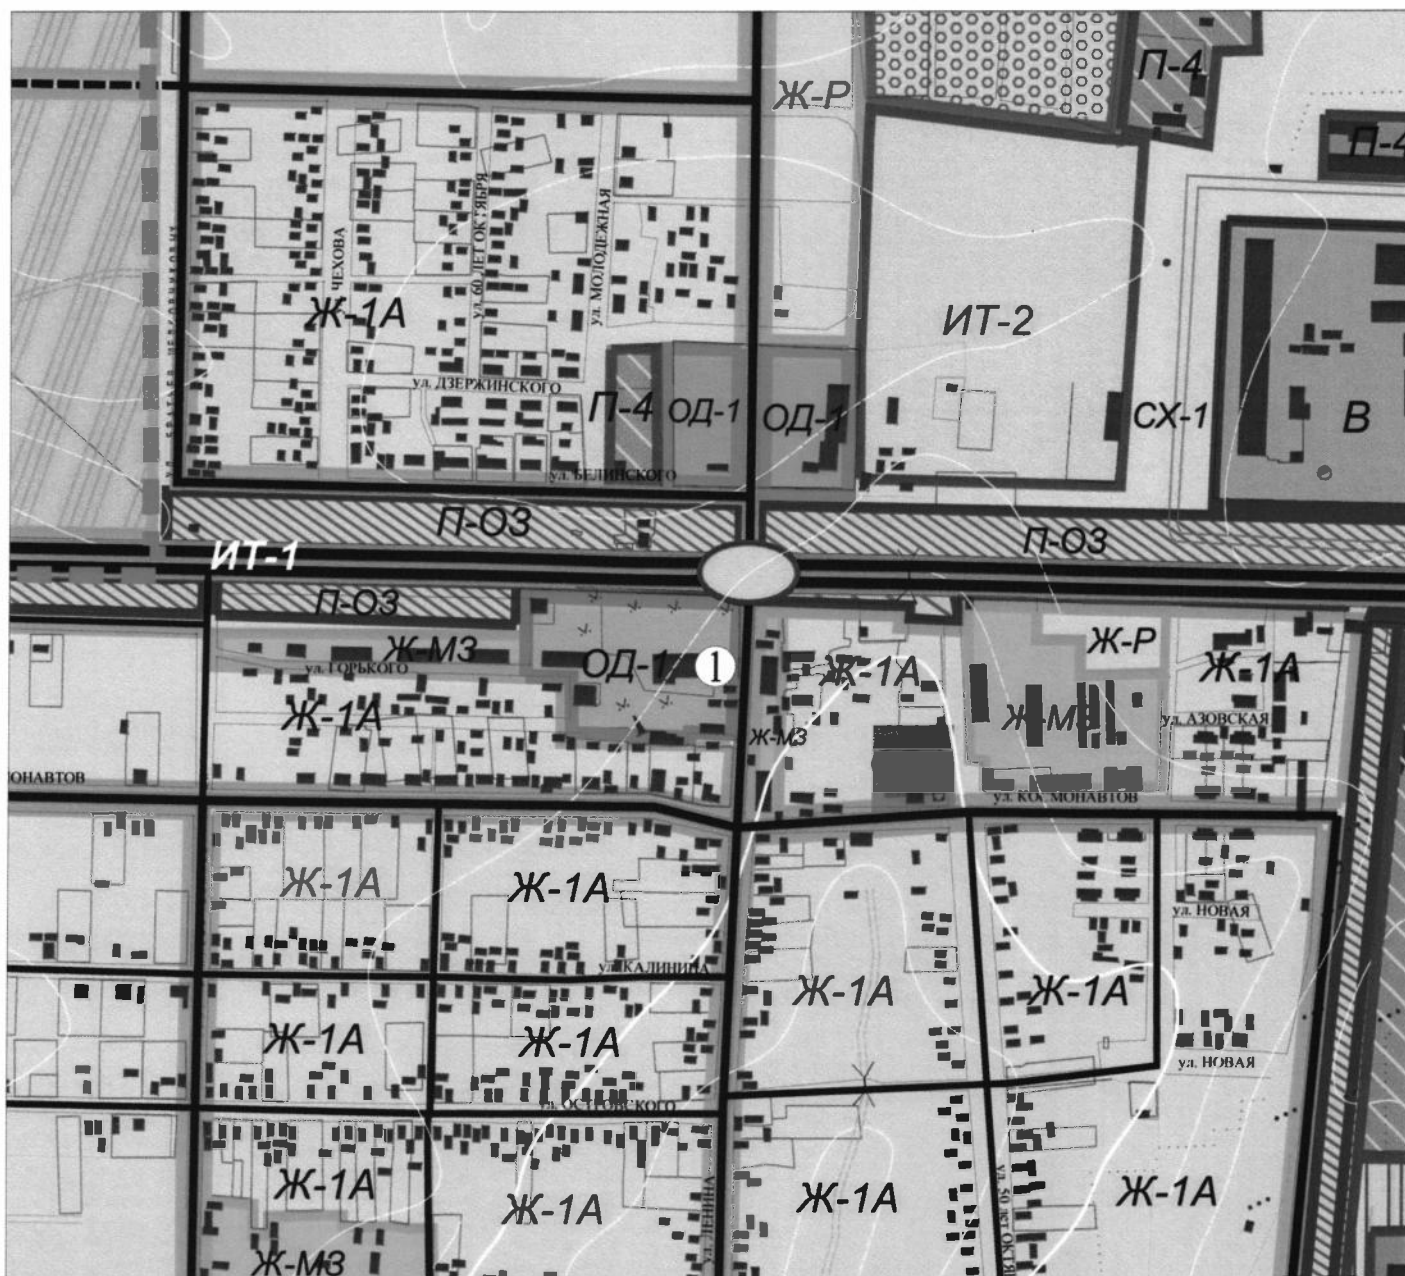 Ж-Р
П-4
П-4
ЧЕХОВА
ул. 60 ЛЕТ ОКТЯБРЯ
ул. МОЛОДЕЖНАЯ
Ж-1А
ИТ-2
ул. ДЗЕРЖИНСКОГО
П-4
ОД-1
ОД-1
СХ-1
В
ул. БЕЛИНСКОГО
П-ОЗ
П-ОЗ
ИТ-1
П-ОЗ
Ж-МЗ
ул. ГОРЬКОГО
ОД-1
1
Ж-1А
Ж-Р
Ж-1А
Ж-1А
Ж-МЗ
Ж-МЗ
ул. АЗОВСКАЯ
ОНАВТОВ
ул. КОСМОНАВТОВ
Ж-1А
Ж-1А
ул. НОВАЯ
ул. КАЛИНИНА
Ж-1А
Ж-1А
Ж-1А
Ж-1А
ул. НОВАЯ
ул. ОСТРОВСКОГО
Ж-1А
Ж-1А
Ж-1А
Ж-1А
ул. ЛЕНИНА
ул. 50 лет ОКТЯ
Ж-МЗ